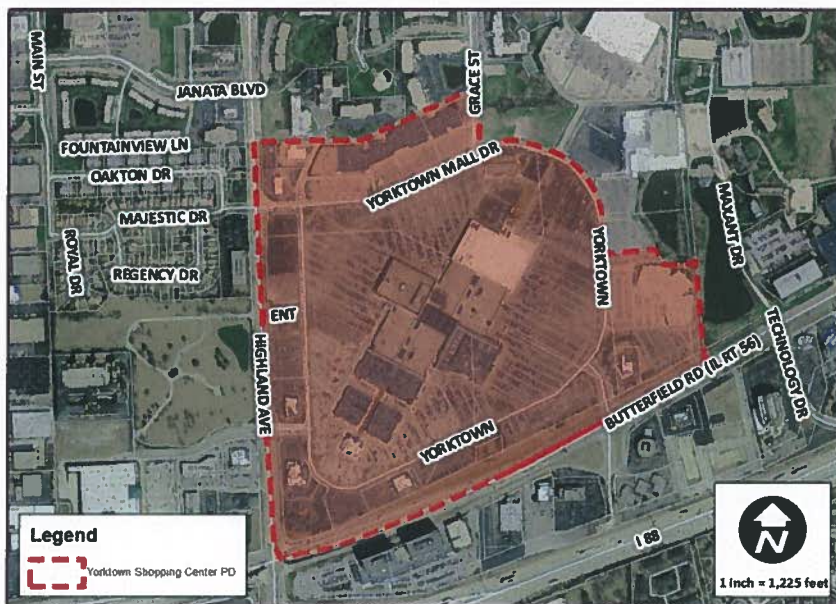 MAIN ST
JANATA BLVD
GRACE ST
FOUNTAINVIEW LN
OAKTON DR
YORKTOWN MALL DR
MAJESTIC DR
ROYAL DR
REGENCY DR
YORKTOWN
MAXANT DR
ENT
HIGHLAND AVE
TECHNOLOGY DR
BUTTERFIELD RD (IL RT 56)
YORKTOWN
I 88
Legend
Yorktown Shopping Center PD
N
1 inch = 1,225 feet